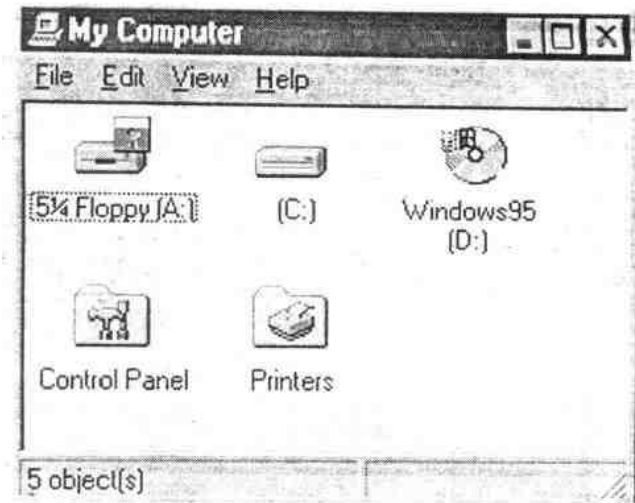 My Computer
File Edit View Help
5¼ Floppy (A:)
(C:)
Windows95
(D:)
Control Panel
Printers
5 object(s)